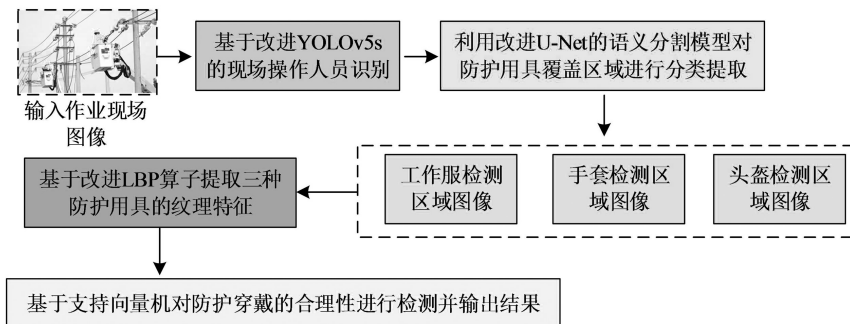 输入作业现场
图像
基于改进YOLOv5s
的现场操作人员识别
利用改进U-Net的语义分割模型对
防护用具覆盖区域进行分类提取
工作服检测
区域图像
手套检测区
域图像
头盔检测区
域图像
基于改进LBP算子提取三种
防护用具的纹理特征
基于支持向量机对防护穿戴的合理性进行检测并输出结果